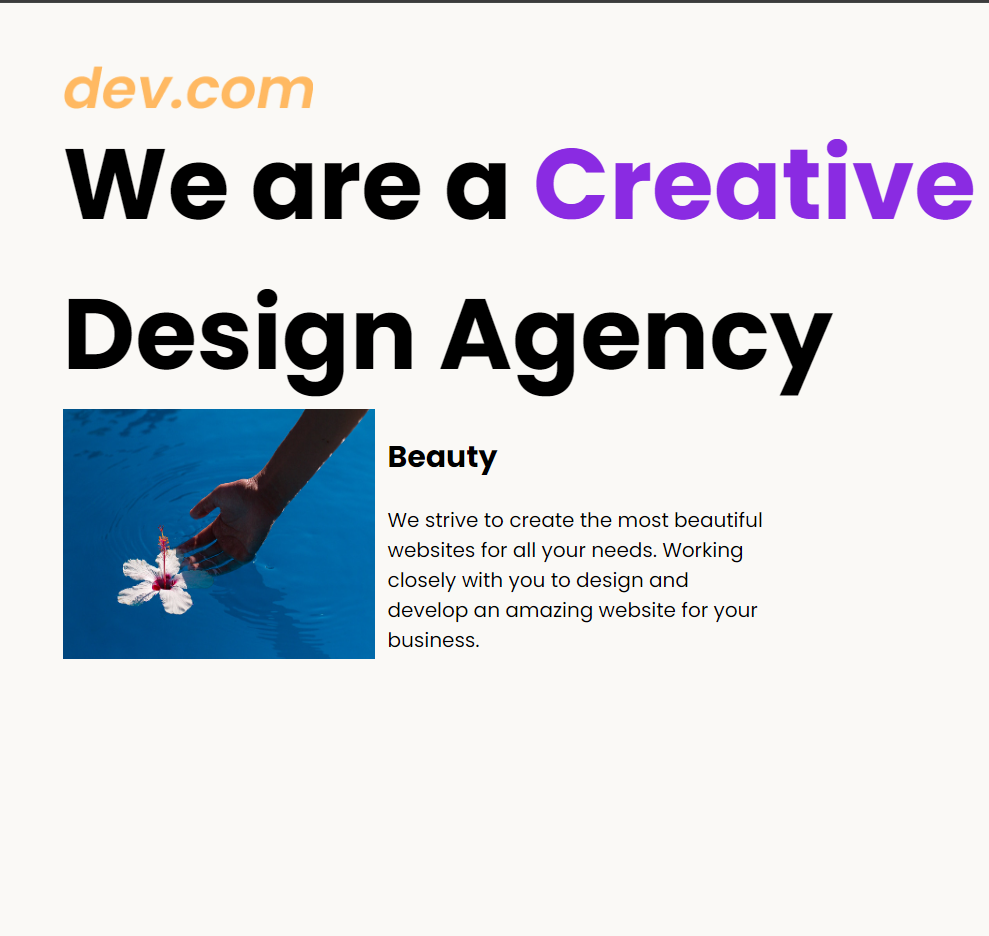 dev.com
We are a Creative
Design Agency
Beauty
We strive to create the most beautiful
websites for all your needs. Working
closely with you to design and
develop an amazing website for your
business.